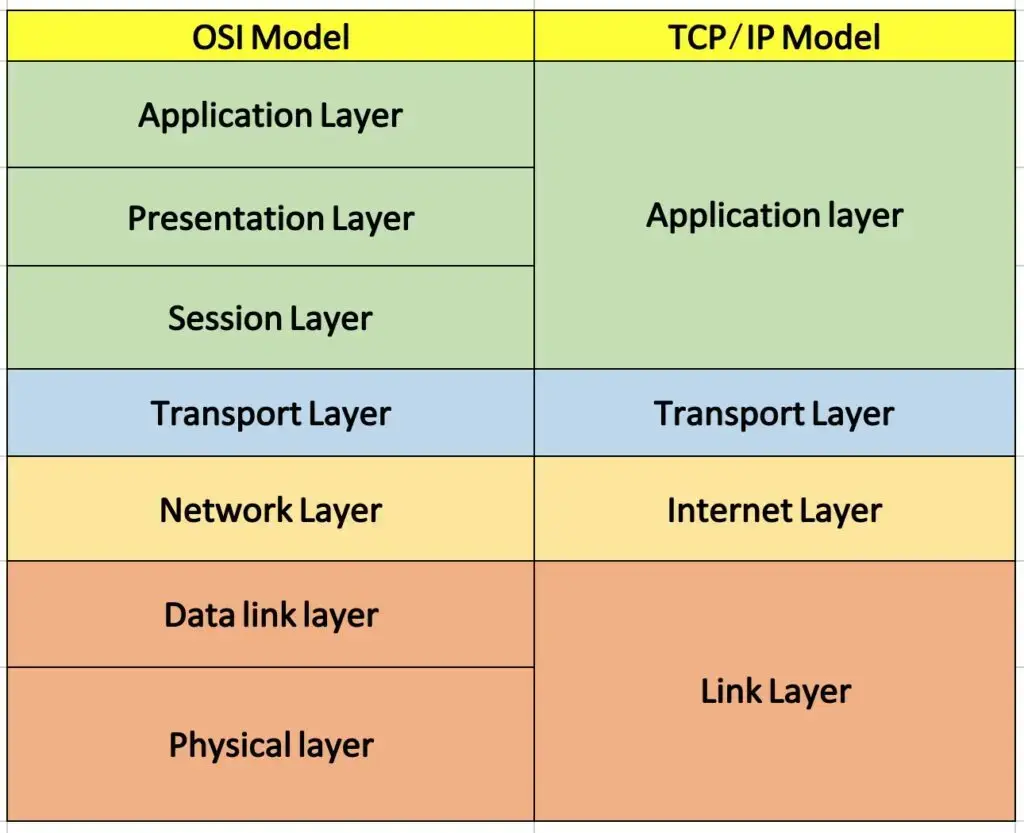 OSI Model
TCP/IP Model
Application Layer
Presentation Layer
Application layer
Session Layer
Transport Layer
Transport Layer
Network Layer
Internet Layer
Data link layer
Link Layer
Physical layer